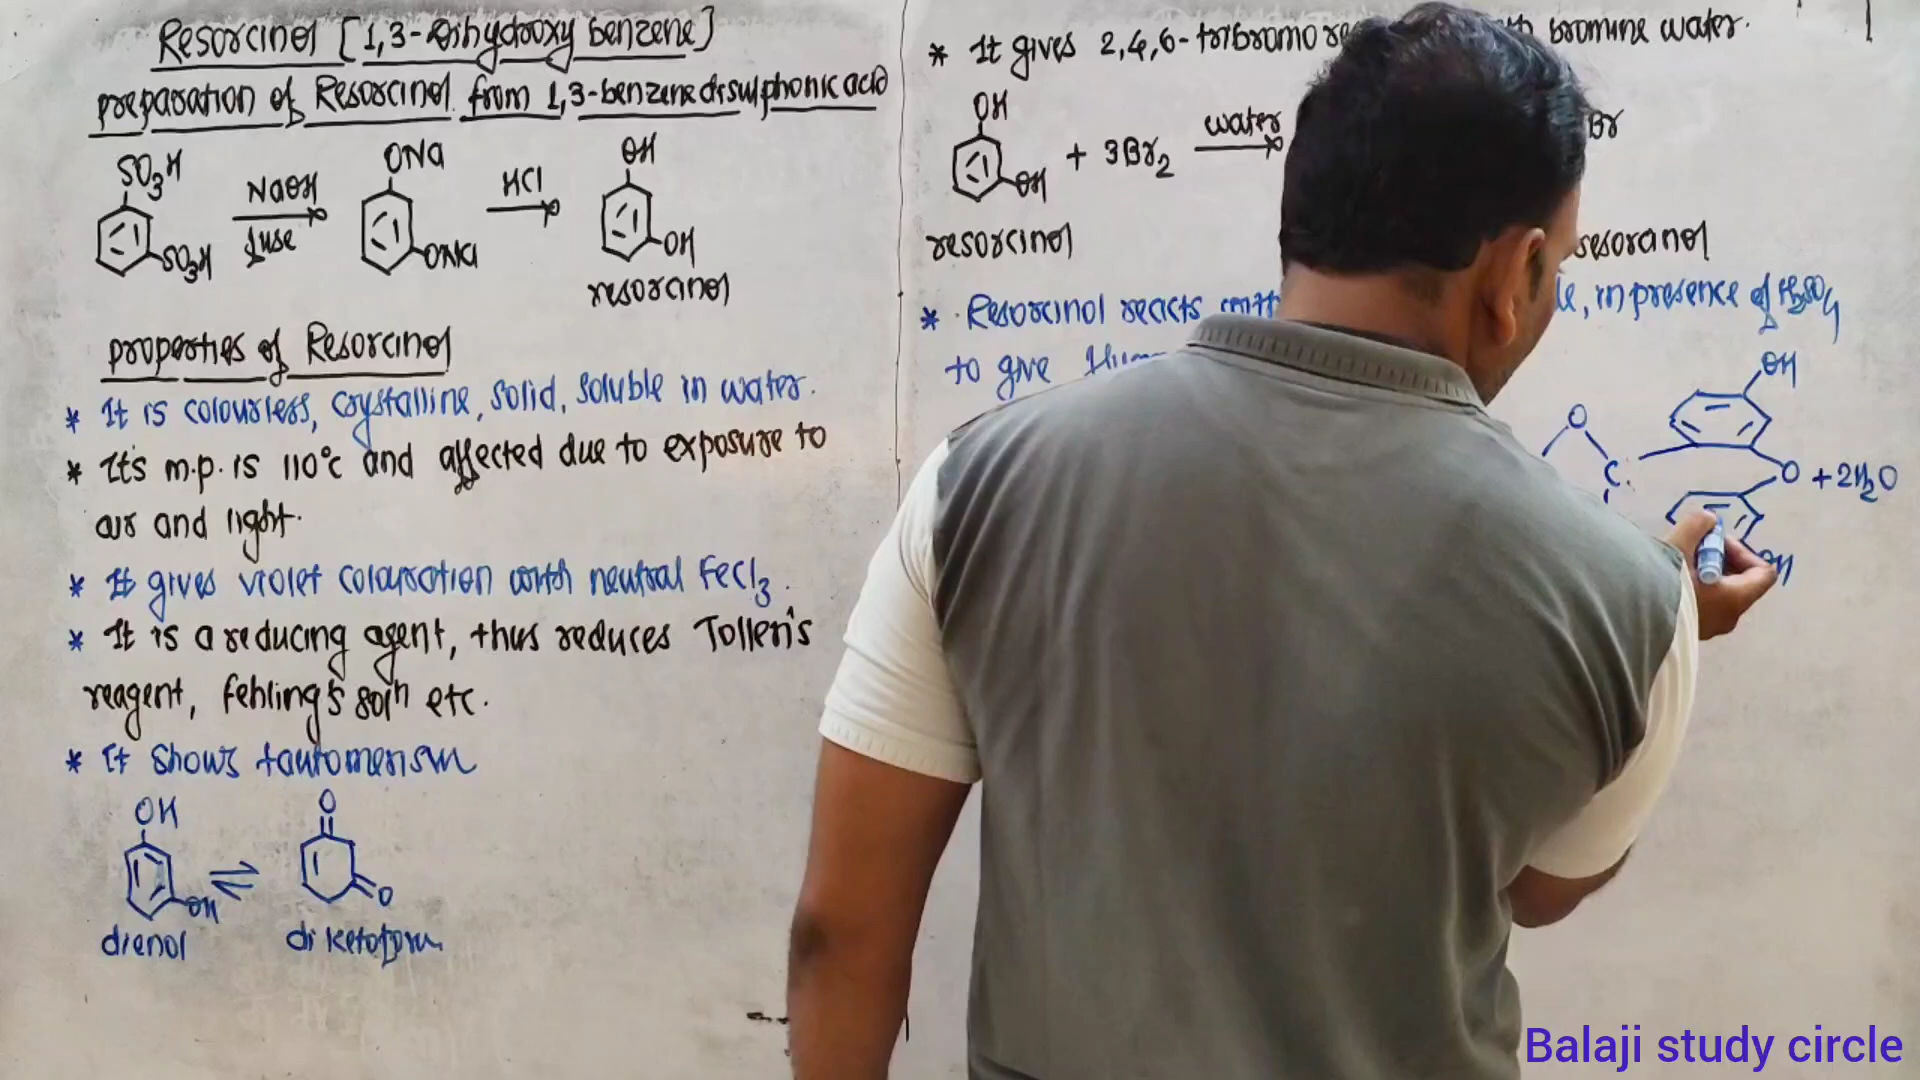 Resorcinol [1,3-Dihydroxy benzene]
preparation of Resorcinol from 1,3-benzene disulphonic acid
SO3H
SO3H
NaOH
fuse
ONa
ONa
HCl
OH
OH
resorcinol
properties of Resorcinol
* It is colourless, crystalline, solid, soluble in water.
* It's m.p. is 110°c and affected due to exposure to
air and light.
* It gives violet colouration with neutral FeCl3.
* It is a reducing agent, thus reduces Tollen's
reagent, fehling's soln etc.
* It shows tautomerism
OH
OH
⇌
O
O
dienol
diketoform
* It gives 2,4,6-tribromo bromine water.
OH
OH
+ 3Br2
water
Br
resorcinol
* Resorcinol reacts in presence of H2SO4
to give
OH
O
C
O + 2H2O
OH
Balaji study circle